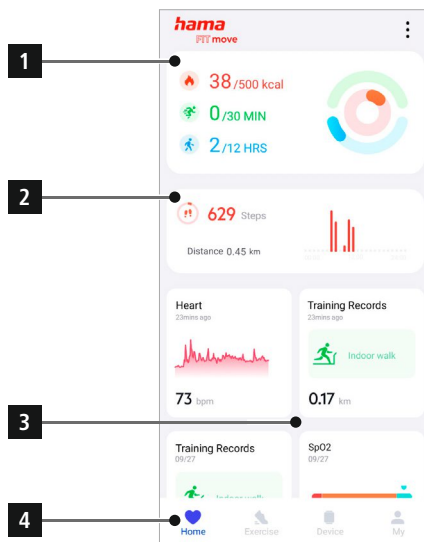 hama
FIT move
1
38/500 kcal
0/30 MIN
2/12 HRS
2
629 Steps
Distance 0.45 km
Heart
23mins ago
Training Records
23mins ago
Indoor walk
73 bpm
0.17 km
3
Training Records
09/27
SpO2
09/27
Indoor walk
4
Home
Exercise
Device
My